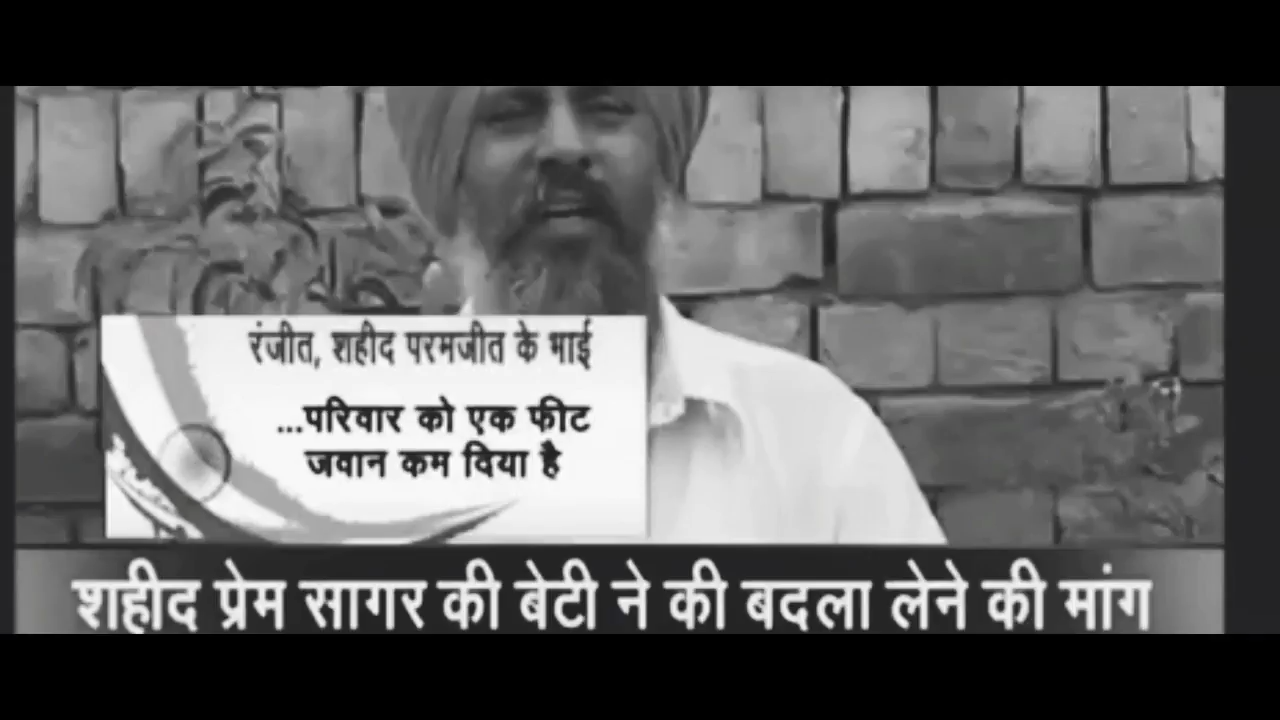 रंजीत, शहीद परमजीत के भाई
...परिवार को एक फीट
जवान कम दिया है
शहीद प्रेम सागर की बेटी ने की बदला लेने की मांग